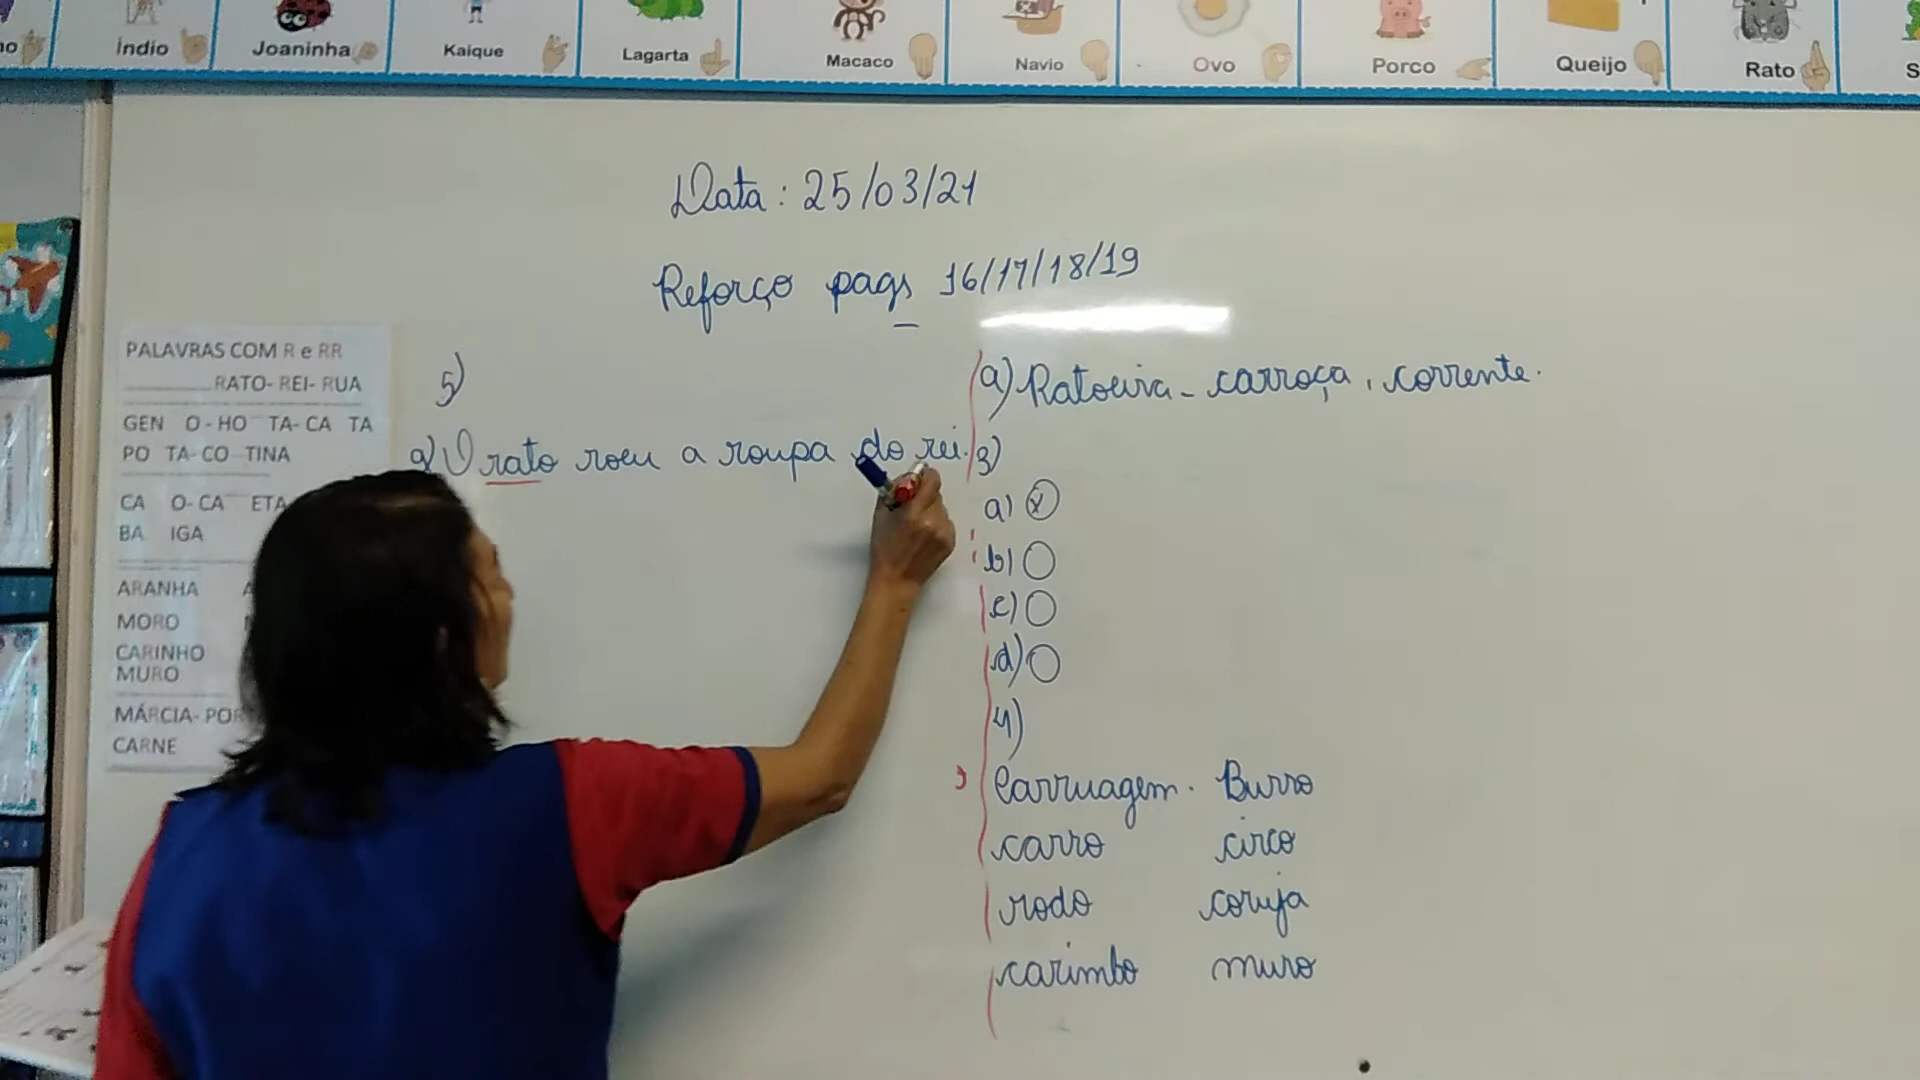 Índio Joaninha Kaique Lagarta Macaco Navio Ovo Porco Queijo Rato
Data: 25/03/21
Reforço pags 16/17/18/19
PALAVRAS COM R e RR
RATO- REI- RUA
GEN O - HO TA- CA TA
PO TA- CO TINA
CA O- CA ETA
BA IGA
ARANHA
MORO
CARINHO
MURO
MÁRCIA- POR
CARNE
5)
a) O rato roeu a roupa do rei.
a) Ratoeira - carroça, corrente.
3)
a) (x)
b) ( )
c) ( )
d) ( )
4)
Carruagem. Burro
carro circo
rodo coruja
carimbo muro